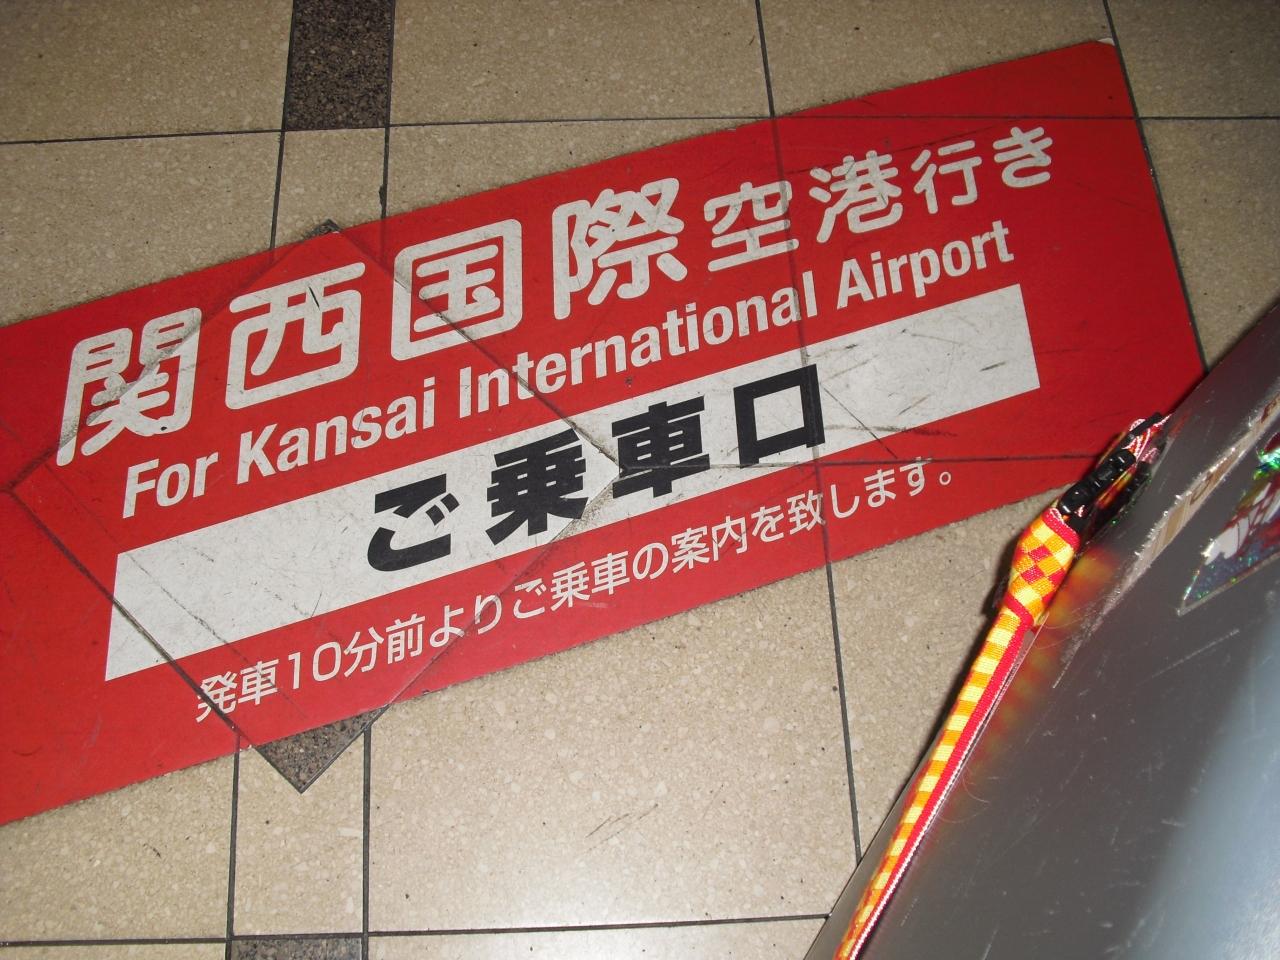 関西国際空港行き
For Kansai International Airport
ご乗車口
発車10分前よりご乗車の案内を致します。